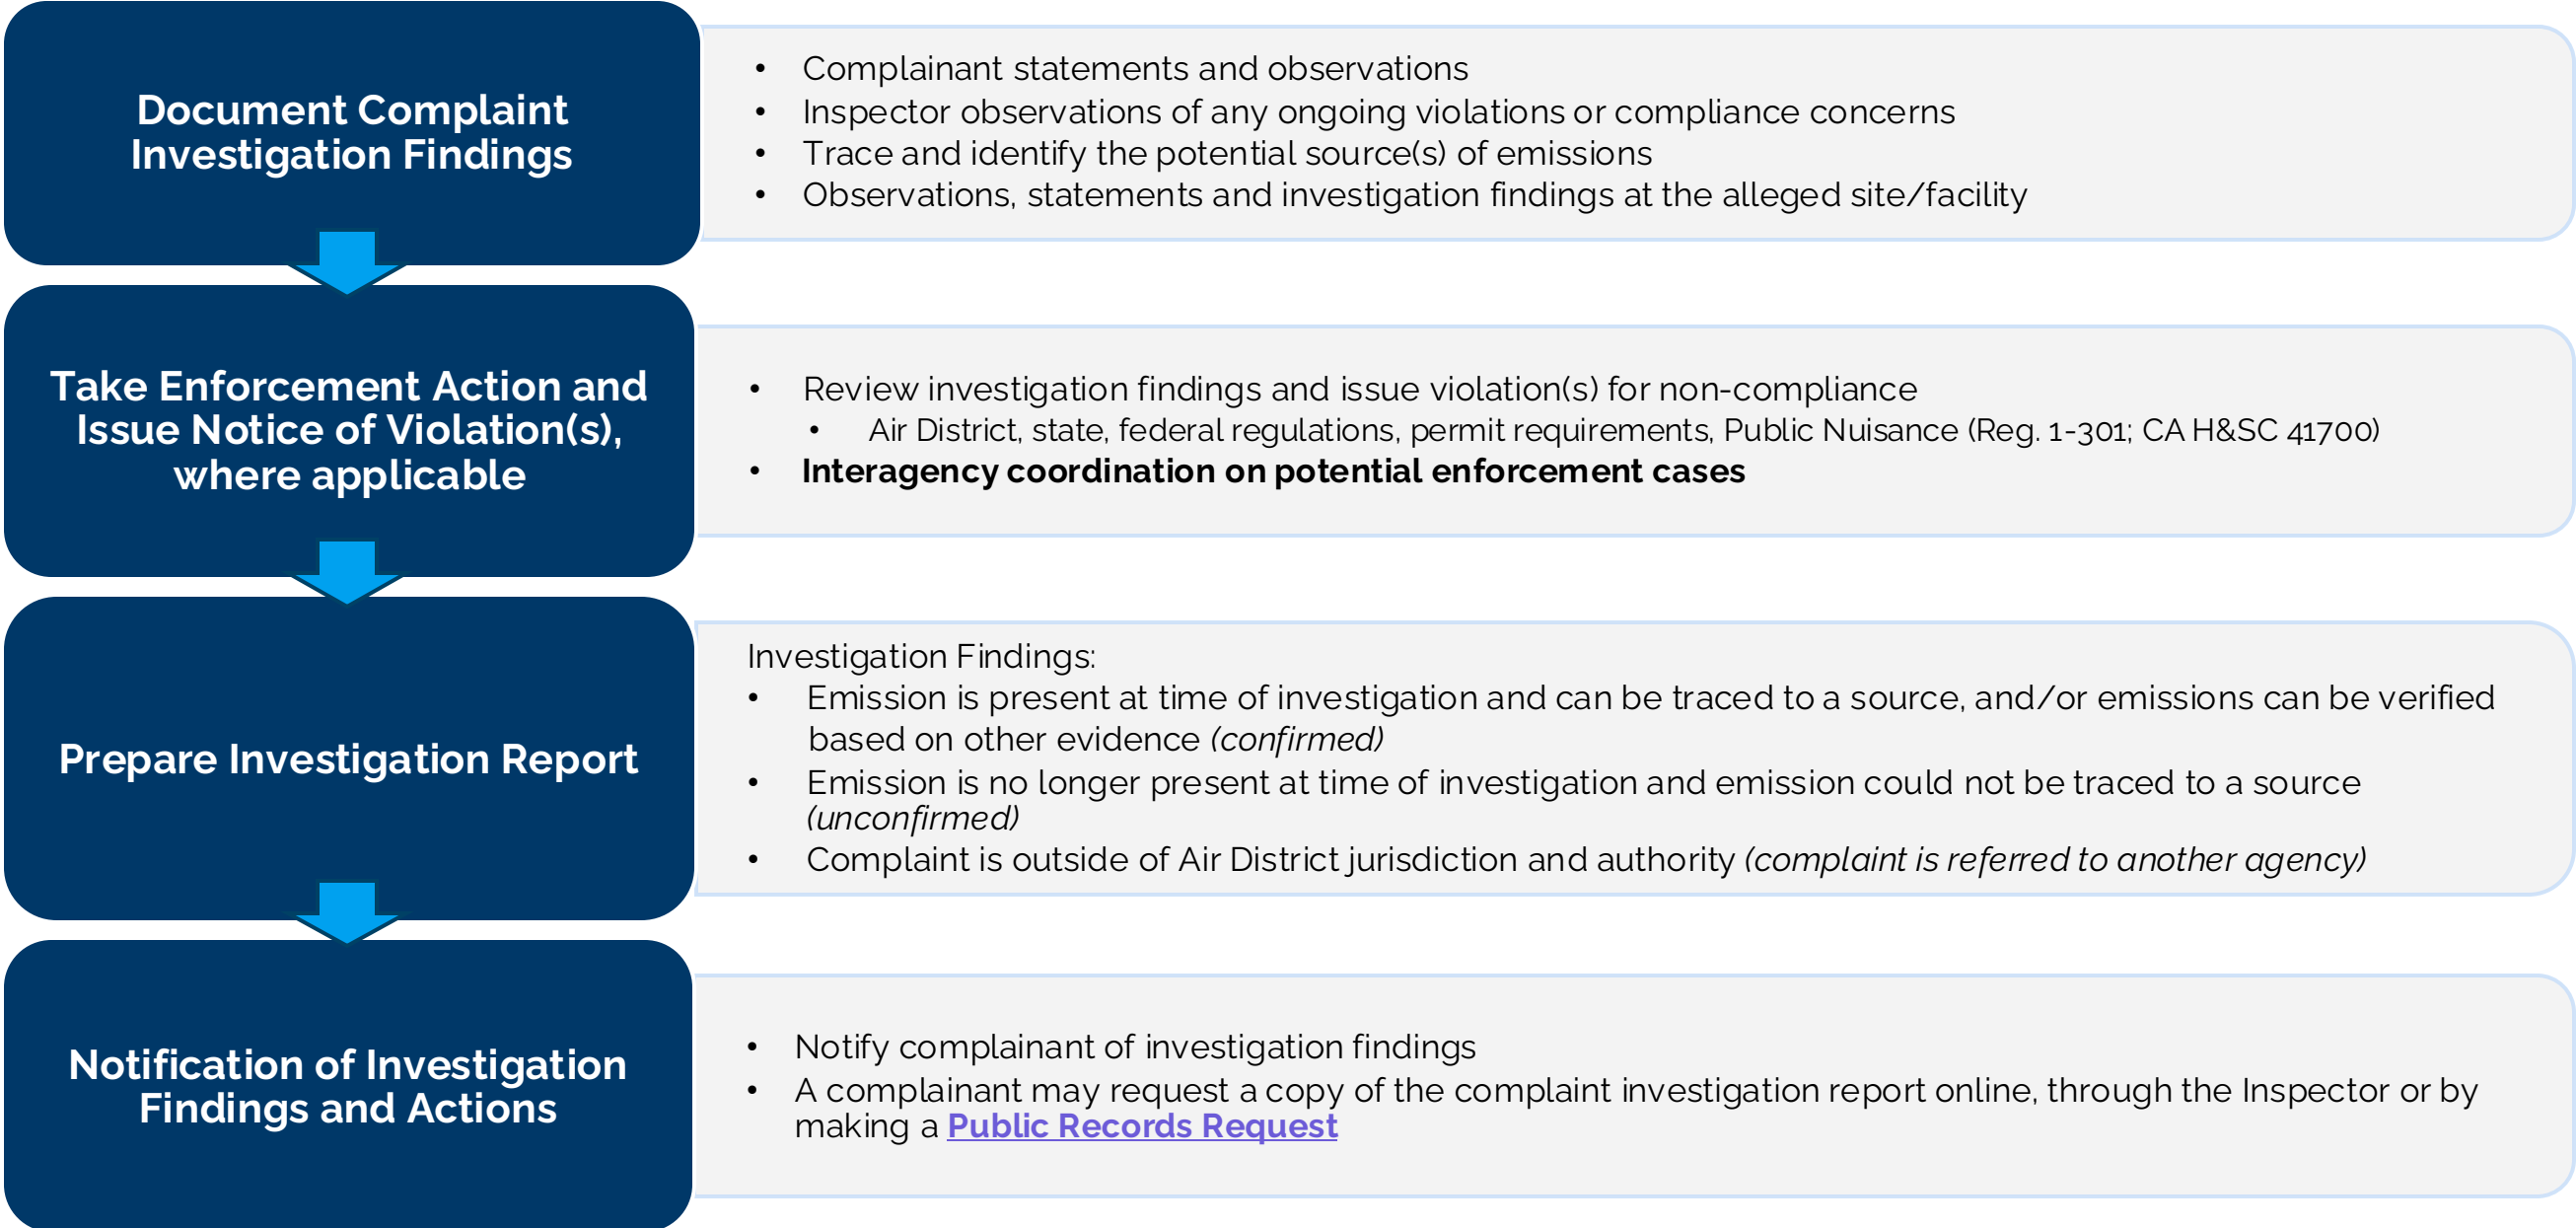 Document Complaint
Investigation Findings
• Complainant statements and observations
• Inspector observations of any ongoing violations or compliance concerns
• Trace and identify the potential source(s) of emissions
• Observations, statements and investigation findings at the alleged site/facility
Take Enforcement Action and
Issue Notice of Violation(s),
where applicable
• Review investigation findings and issue violation(s) for non-compliance
• Air District, state, federal regulations, permit requirements, Public Nuisance (Reg. 1-301; CA H&SC 41700)
• Interagency coordination on potential enforcement cases
Prepare Investigation Report
Investigation Findings:
• Emission is present at time of investigation and can be traced to a source, and/or emissions can be verified
based on other evidence (confirmed)
• Emission is no longer present at time of investigation and emission could not be traced to a source
(unconfirmed)
• Complaint is outside of Air District jurisdiction and authority (complaint is referred to another agency)
Notification of Investigation
Findings and Actions
• Notify complainant of investigation findings
• A complainant may request a copy of the complaint investigation report online, through the Inspector or by
making a Public Records Request